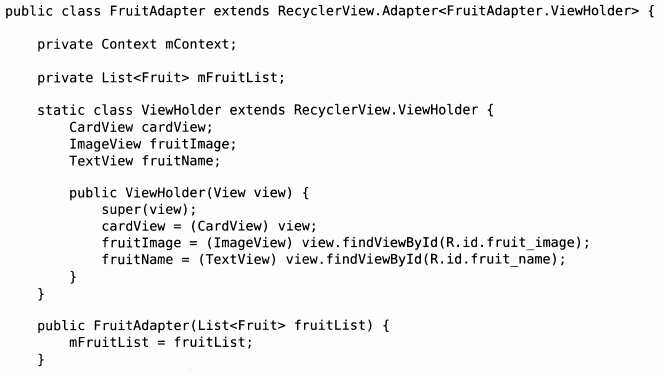 public class FruitAdapter extends RecyclerView.Adapter<FruitAdapter.ViewHolder> {
private Context mContext;
private List<Fruit> mFruitList;
static class ViewHolder extends RecyclerView.ViewHolder {
CardView cardView;
ImageView fruitImage;
TextView fruitName;
public ViewHolder(View view) {
super(view);
cardView = (CardView) view;
fruitImage = (ImageView) view.findViewById(R.id.fruit_image);
fruitName = (TextView) view.findViewById(R.id.fruit_name);
}
}
public FruitAdapter(List<Fruit> fruitList) {
mFruitList = fruitList;
}